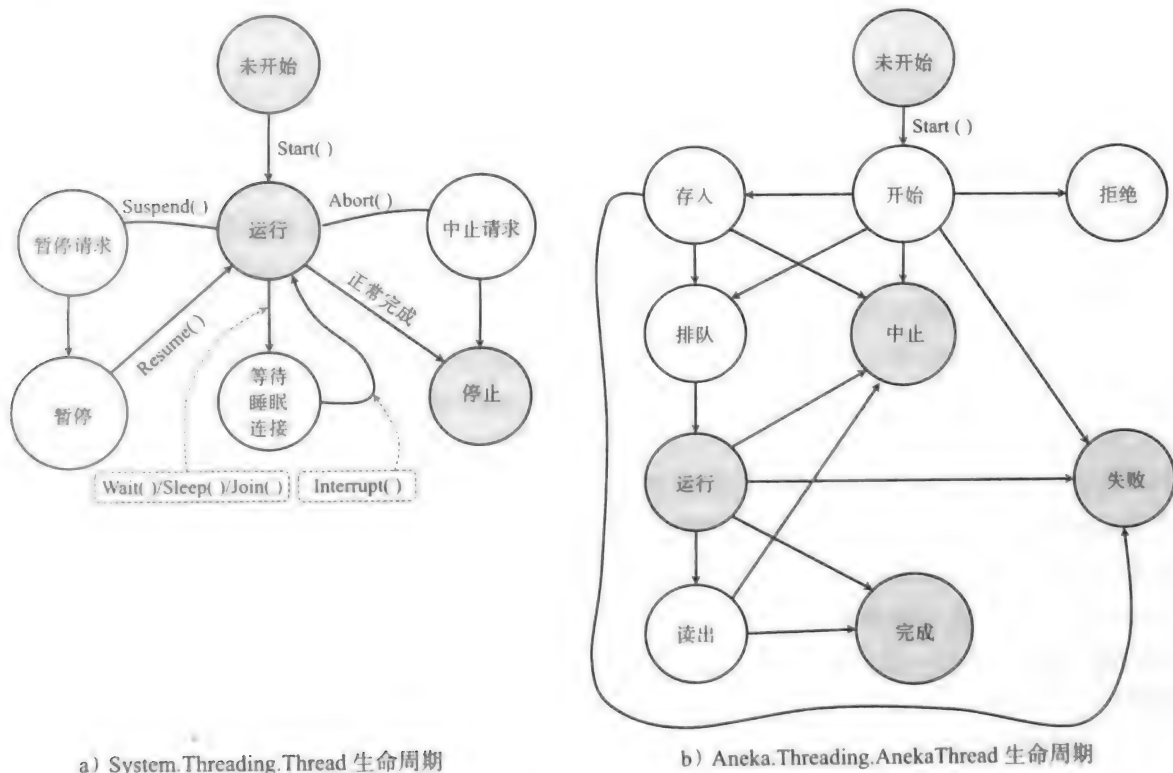 未开始
Start( )
Suspend( )
Abort( )
暂停请求
运行
中止请求
Resume( )
正常完成
暂停
等待
睡眠
连接
停止
Wait( )/Sleep( )/Join( )
Interrupt( )
a) System.Threading.Thread 生命周期
未开始
Start ( )
存人
开始
拒绝
排队
中止
运行
失败
读出
完成
b) Aneka.Threading.AnekaThread 生命周期